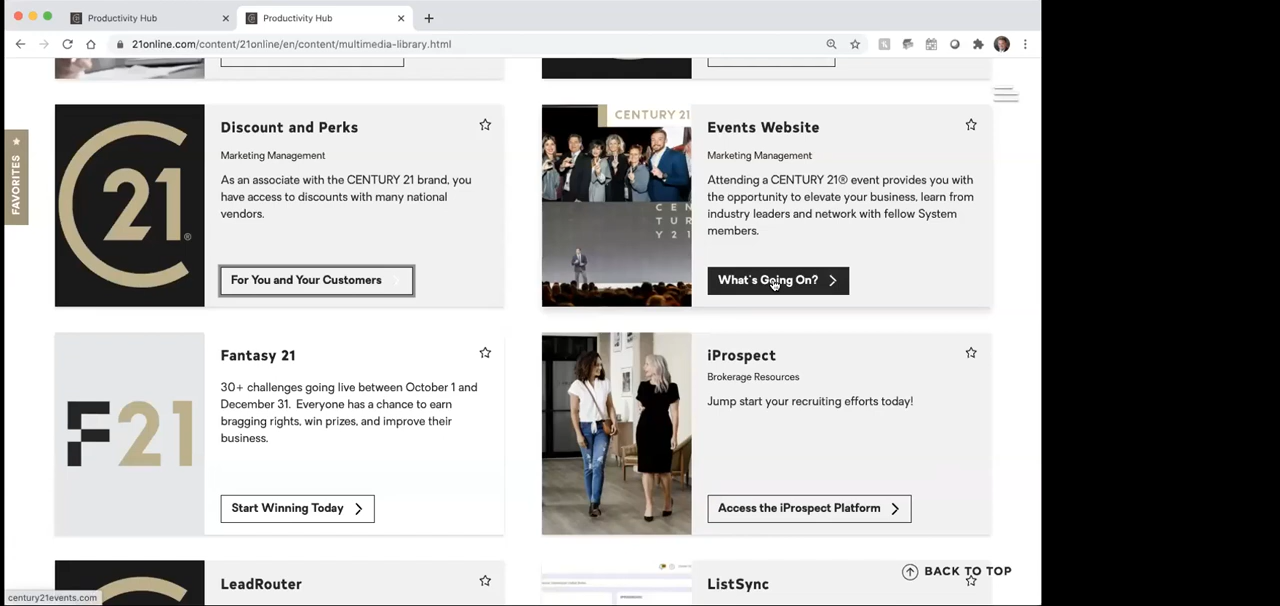 Productivity Hub
Productivity Hub
21online.com/content/21online/en/content/multimedia-library.html
FAVORITES
21
Discount and Perks
Marketing Management
As an associate with the CENTURY 21 brand, you
have access to discounts with many national
vendors.
For You and Your Customers
CENTURY 21
CEN
TUR
Y21
Events Website
Marketing Management
Attending a CENTURY 21® event provides you with
the opportunity to elevate your business, learn from
industry leaders and network with fellow System
members.
What's Going On?
F21
Fantasy 21
30+ challenges going live between October 1 and
December 31. Everyone has a chance to earn
bragging rights, win prizes, and improve their
business.
Start Winning Today
iProspect
Brokerage Resources
Jump start your recruiting efforts today!
Access the iProspect Platform
LeadRouter
ListSync
BACK TO TOP
century21events.com